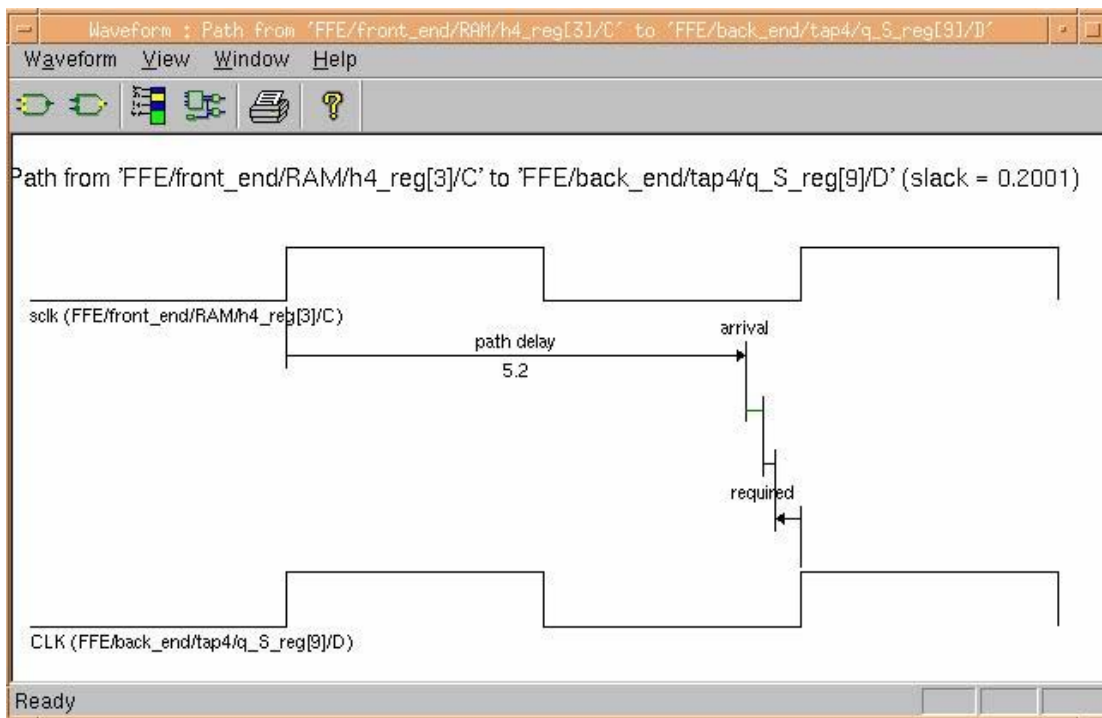 Waveform : Path from 'FFE/front_end/RAM/h4_reg[3]/C' to 'FFE/back_end/tap4/q_S_reg[9]/D'
Waveform View Window Help
Path from 'FFE/front_end/RAM/h4_reg[3]/C' to 'FFE/back_end/tap4/q_S_reg[9]/D' (slack = 0.2001)
sclk (FFE/front_end/RAM/h4_reg[3]/C)
arrival
path delay
5.2
required
CLK (FFE/back_end/tap4/q_S_reg[9]/D)
Ready